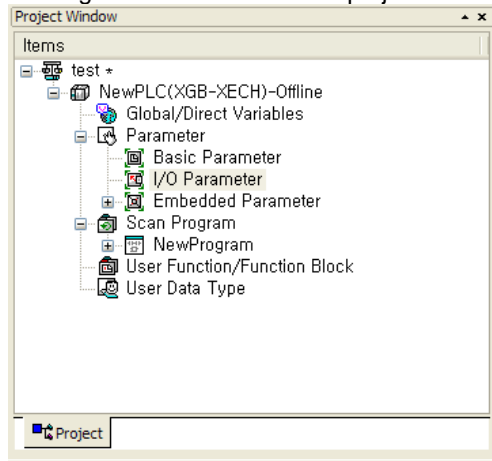 Project Window
Items
test *
NewPLC(XGB-XECH)-Offline
Global/Direct Variables
Parameter
Basic Parameter
I/O Parameter
Embedded Parameter
Scan Program
NewProgram
User Function/Function Block
User Data Type
Project